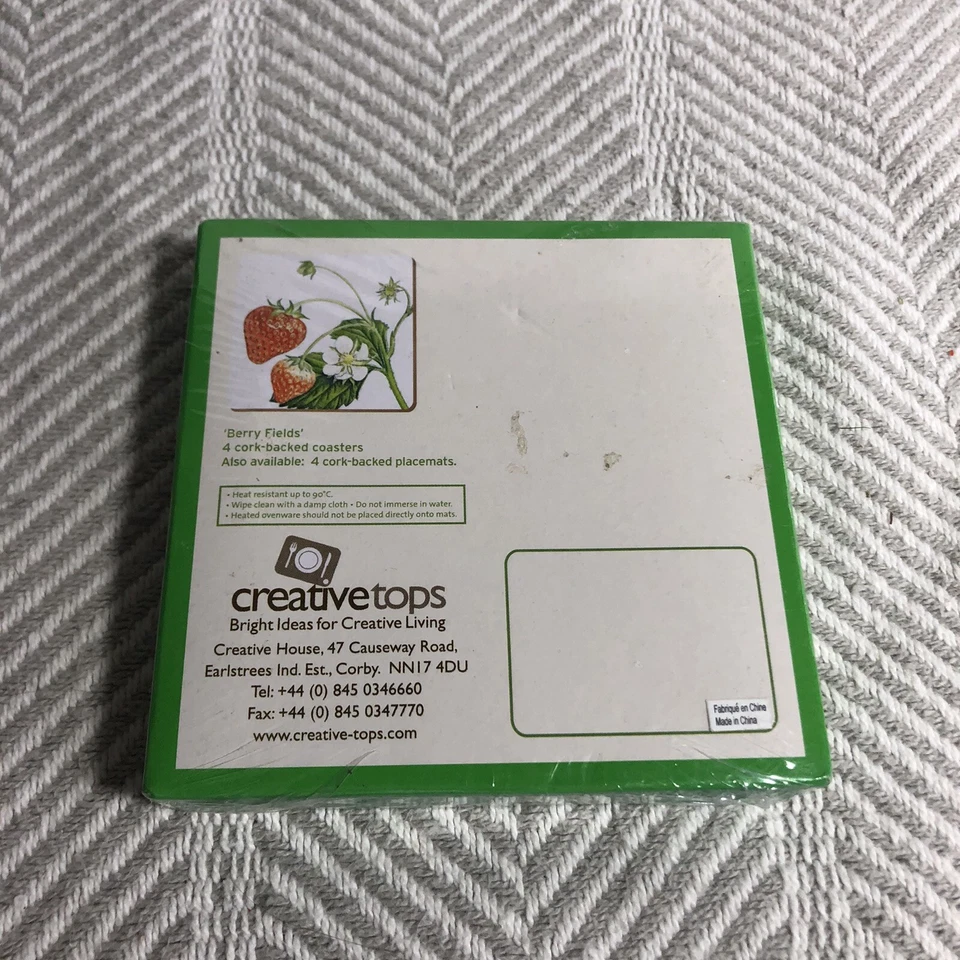 'Berry Fields'
4 cork-backed coasters
Also available: 4 cork-backed placemats.
• Heat resistant up to 90°C.
• Wipe clean with a damp cloth • Do not immerse in water.
• Heated ovenware should not be placed directly onto mats.
creative tops
Bright Ideas for Creative Living
Creative House, 47 Causeway Road,
Earlstrees Ind. Est., Corby. NN17 4DU
Tel: +44 (0) 845 0346660
Fax: +44 (0) 845 0347770
www.creative-tops.com
Fabriqué en Chine
Made in China